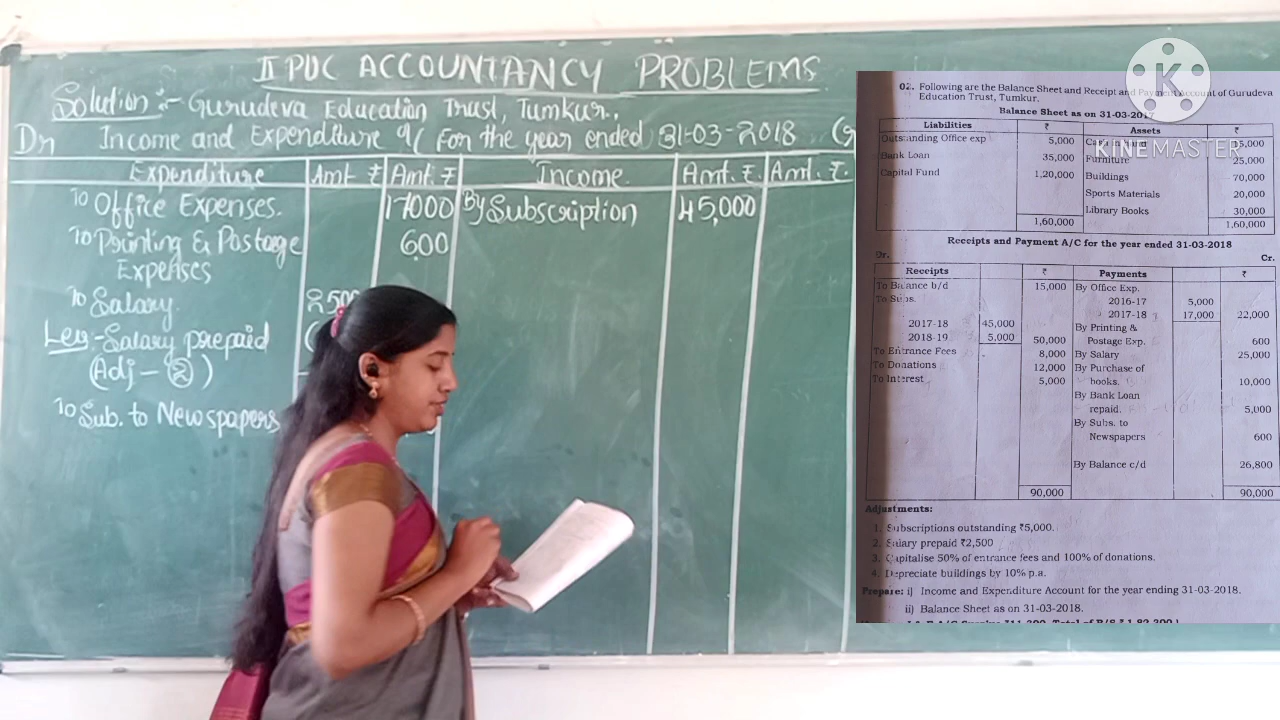 II PUC ACCOUNTANCY PROBLEMS
Solution :- Gurudeva Education Trust, Tumkur.,
Dr Income and Expenditure a/c For the year ended 31-03-2018 Cr
Expenditure Amt ₹ Amt. ₹ Income. Amt. ₹. Amt. ₹.
To Office Expenses. 17000 By Subscription 45,000
To Printing & Postage 600
Expenses
To Salary. 2500
Less:-Salary prepaid (
(Adj - 2)
To Sub. to Newspapers
K
KINEMASTER
02. Following are the Balance Sheet and Receipt and Payment Account of Gurudeva
Education Trust, Tumkur.
Balance Sheet as on 31-03-2017
Liabilities ₹ Assets ₹
Outstanding Office exp 5,000 15,000
Bank Loan 35,000 Furniture 25,000
Capital Fund 1,20,000 Buildings 70,000
Sports Materials 20,000
Library Books 30,000
1,60,000 1,60,000
Receipts and Payment A/C for the year ended 31-03-2018
Dr. Cr.
Receipts ₹ Payments ₹
To Balance b/d 15,000 By Office Exp.
To Subs. 2016-17 5,000
2017-18 17,000 22,000
2017-18 45,000 By Printing &
2018-19 5,000 50,000 Postage Exp. 600
To Entrance Fees 8,000 By Salary 25,000
To Donations 12,000 By Purchase of
To Interest 5,000 books. 10,000
By Bank Loan
repaid. 5,000
By Subs. to
Newspapers 600
By Balance c/d 26,800
90,000 90,000
Adjustments:
1. Subscriptions outstanding ₹5,000.
2. Salary prepaid ₹2,500
3. Capitalise 50% of entrance fees and 100% of donations.
4. Depreciate buildings by 10% p.a.
Prepare: i) Income and Expenditure Account for the year ending 31-03-2018.
ii) Balance Sheet as on 31-03-2018.